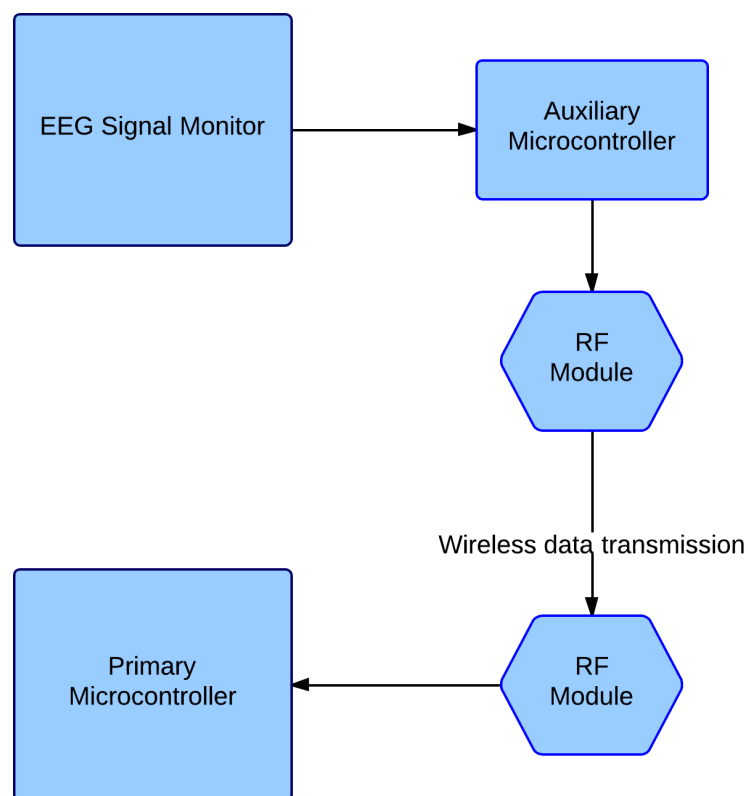 EEG Signal Monitor
Auxiliary
Microcontroller
RF
Module
Wireless data transmission
RF
Module
Primary
Microcontroller